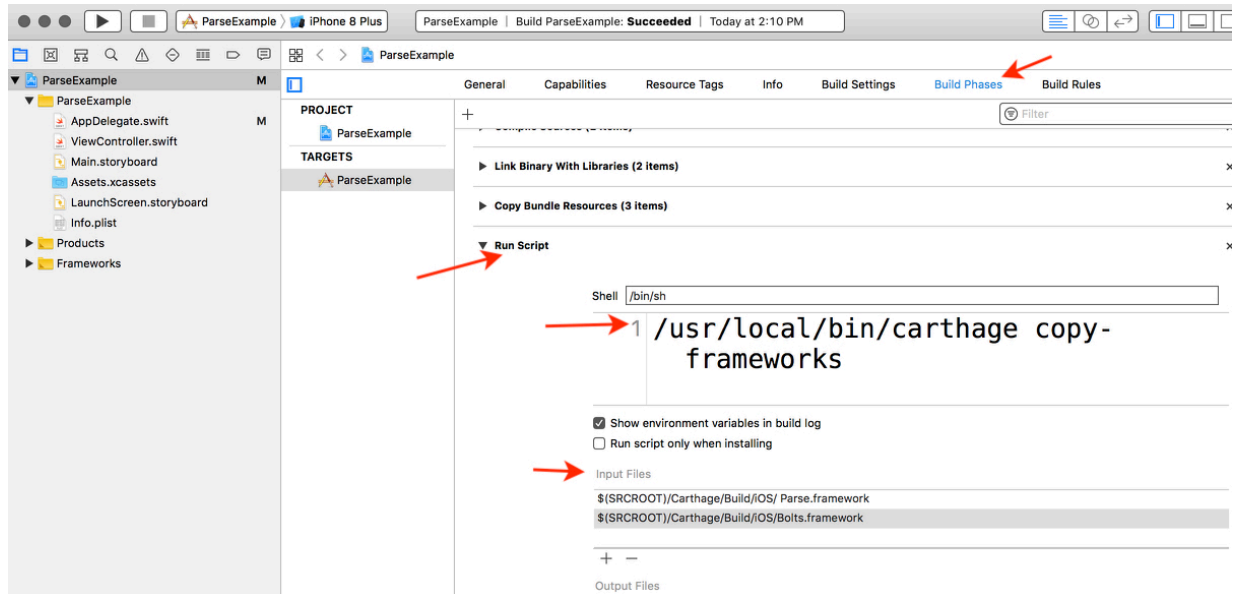 ParseExample
iPhone 8 Plus
ParseExample | Build ParseExample: Succeeded | Today at 2:10 PM
ParseExample
ParseExample M
General Capabilities Resource Tags Info Build Settings Build Phases Build Rules
ParseExample
PROJECT
Filter
AppDelegate.swift M
ParseExample
ViewController.swift
TARGETS
Main.storyboard
Link Binary With Libraries (2 items)
ParseExample
Assets.xcassets
LaunchScreen.storyboard
Copy Bundle Resources (3 items)
Info.plist
Products
Run Script
Frameworks
Shell /bin/sh
1 /usr/local/bin/carthage copy-
frameworks
Show environment variables in build log
Run script only when installing
Input Files
$(SRCROOT)/Carthage/Build/iOS/ Parse.framework
$(SRCROOT)/Carthage/Build/iOS/Bolts.framework
Output Files